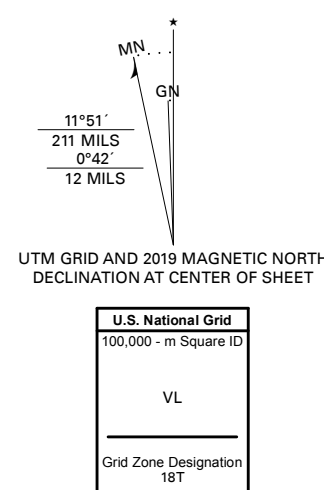 ★
MN
GN
11°51´
211 MILS
0°42´
12 MILS
UTM GRID AND 2019 MAGNETIC NORTH
DECLINATION AT CENTER OF SHEET
U.S. National Grid
100,000 - m Square ID
VL
Grid Zone Designation
18T